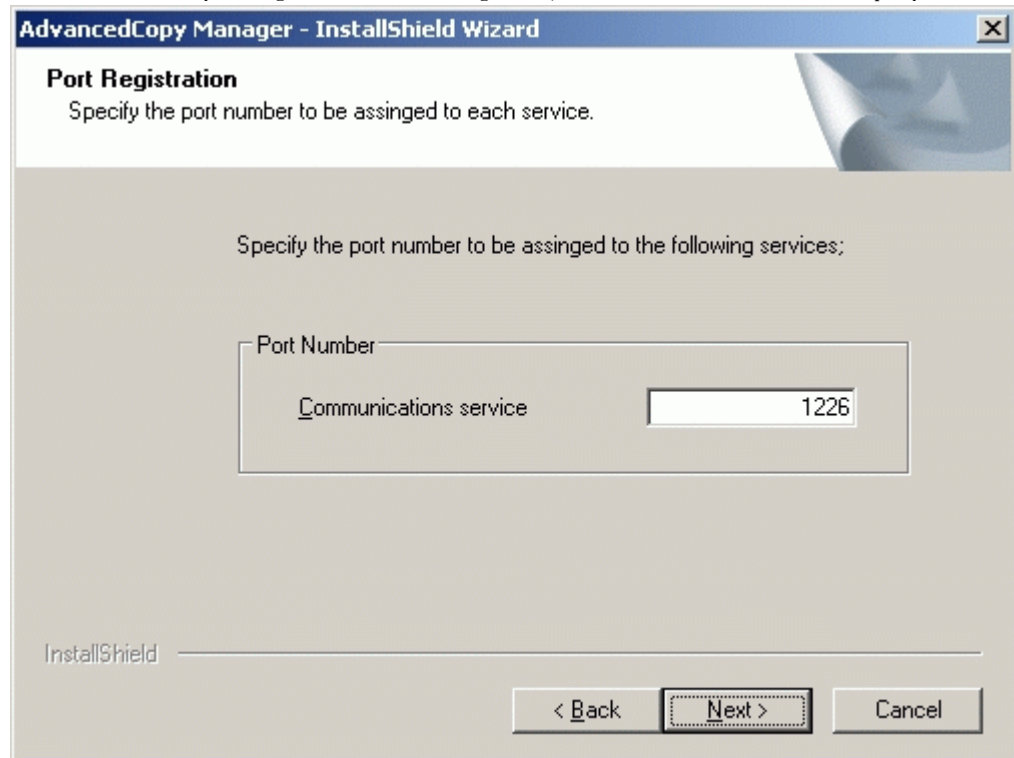 AdvancedCopy Manager - InstallShield Wizard
Port Registration
Specify the port number to be assinged to each service.
Specify the port number to be assinged to the following services;
Port Number
Communications service 1226
InstallShield
< Back Next > Cancel